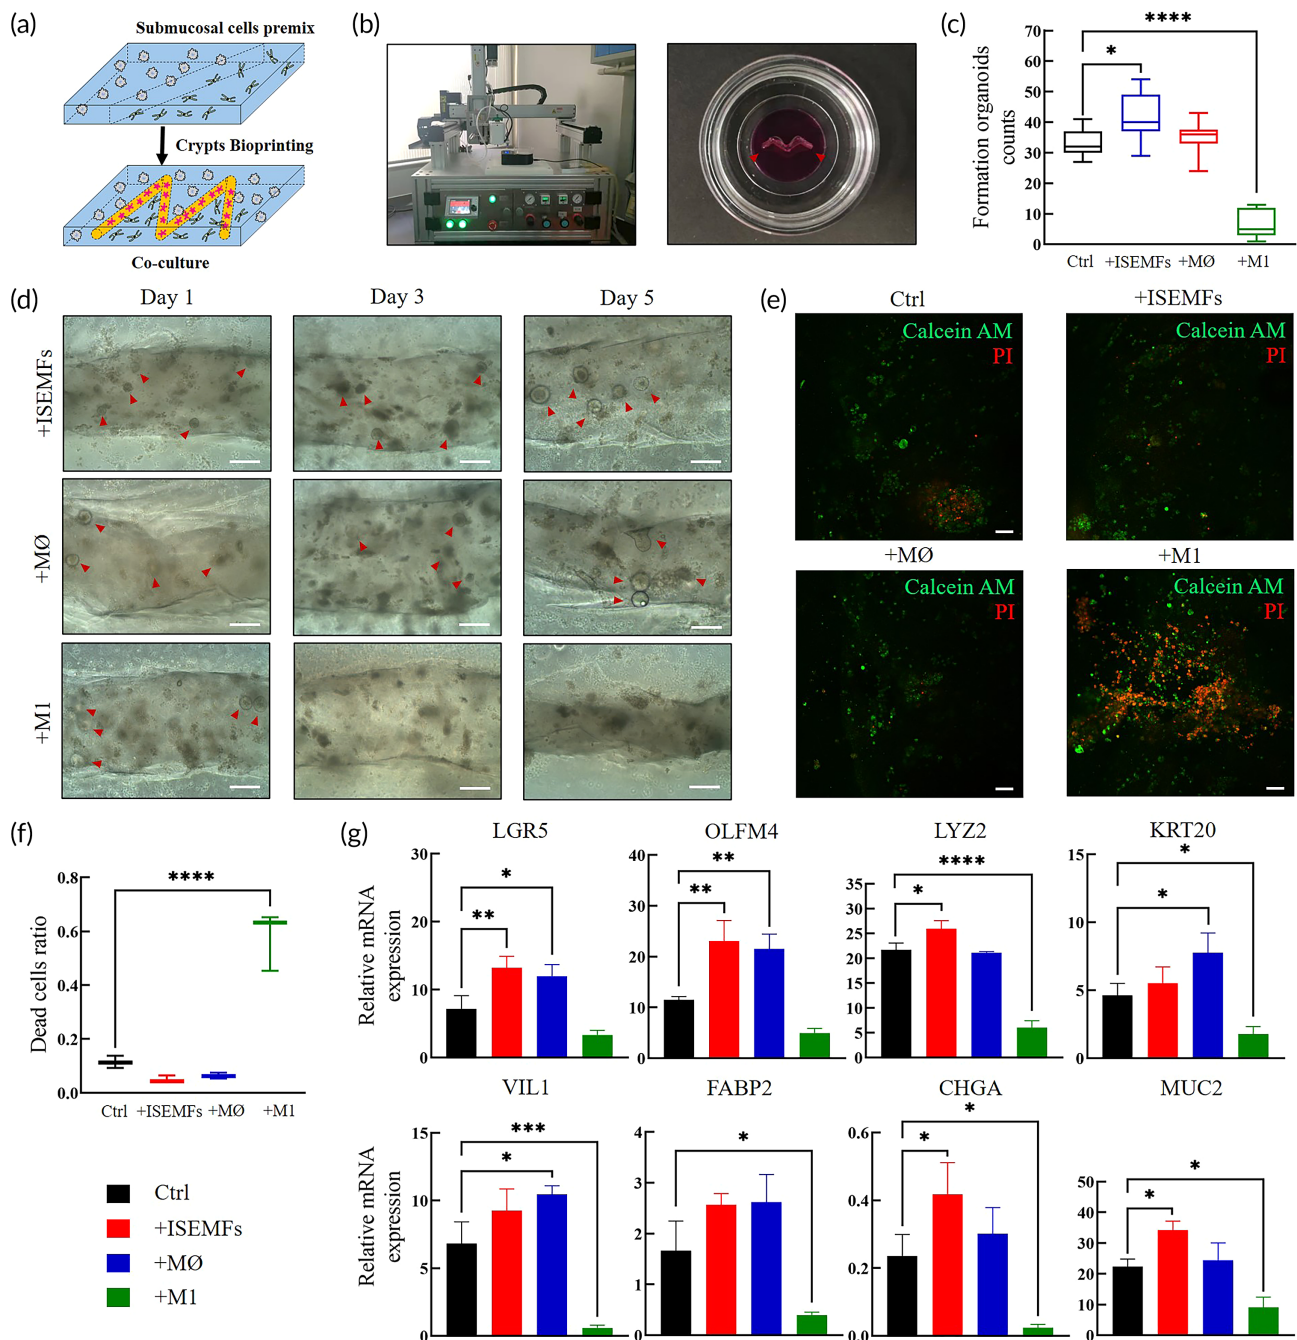 (a)
Submucosal cells premix
Crypts Bioprinting
Co-culture
(b)
(c)
Formation organoids
counts
70
60
50
40
30
20
10
0
*
****
Ctrl +ISEMFs +MØ +M1
(d)
Day 1 Day 3 Day 5
+ISEMFs
+MØ
+M1
(e)
Ctrl
+ISEMFs
Calcein AM
PI
Calcein AM
PI
+MØ
+M1
Calcein AM
PI
Calcein AM
PI
(f)
Dead cells ratio
0.8
0.6
0.4
0.2
0.0
****
Ctrl +ISEMFs +MØ +M1
Ctrl
+ISEMFs
+MØ
+M1
(g)
LGR5
Relative mRNA
expression
30
20
10
0
*
**
OLFM4
40
30
20
10
0
**
**
LYZ2
35
30
25
20
15
10
5
0
****
*
KRT20
15
10
5
0
*
*
VIL1
Relative mRNA
expression
15
10
5
0
***
*
FABP2
4
3
2
1
0
*
CHGA
0.6
0.4
0.2
0.0
*
*
MUC2
50
40
30
20
10
0
*
*